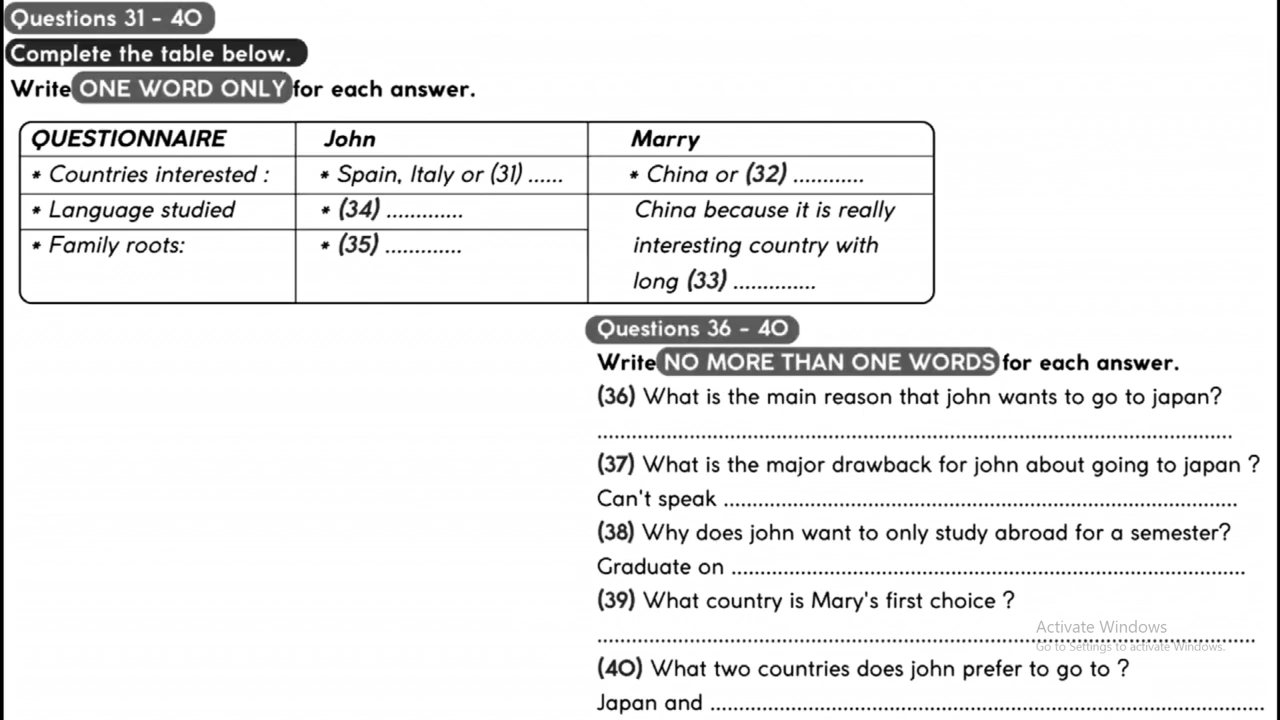 Questions 31 - 40
Complete the table below.
Write ONE WORD ONLY for each answer.
QUESTIONNAIRE John Marry
* Countries interested : * Spain, Italy or (31) ...... * China or (32) ............
* Language studied * (34) ............. China because it is really
* Family roots: * (35) ............. interesting country with
long (33) ..............
Questions 36 - 40
Write NO MORE THAN ONE WORDS for each answer.
(36) What is the main reason that john wants to go to japan?
................................................................................................
(37) What is the major drawback for john about going to japan ?
Can't speak ..............................................................................
(38) Why does john want to only study abroad for a semester?
Graduate on ..............................................................................
(39) What country is Mary's first choice ?
Activate Windows
....................................................................................................
Go to Settings to activate Windows.
(40) What two countries does john prefer to go to ?
Japan and ....................................................................................